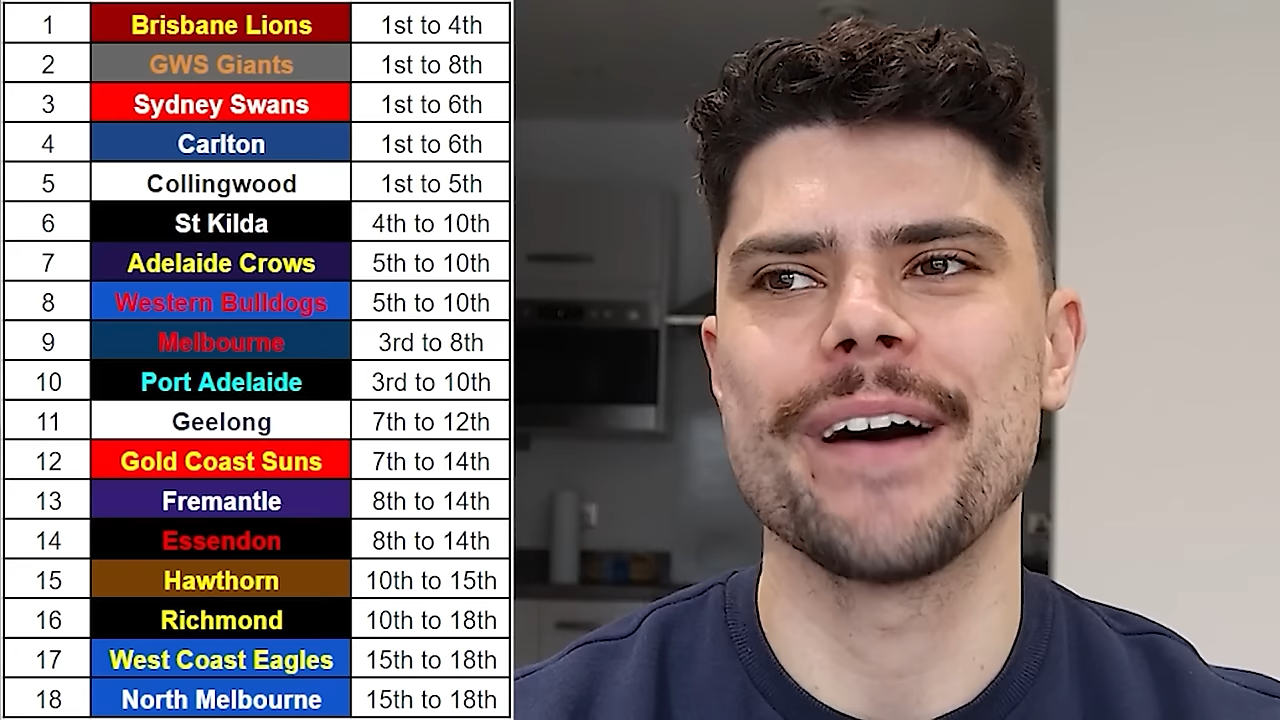 1 Brisbane Lions 1st to 4th
2 GWS Giants 1st to 8th
3 Sydney Swans 1st to 6th
4 Carlton 1st to 6th
5 Collingwood 1st to 5th
6 St Kilda 4th to 10th
7 Adelaide Crows 5th to 10th
8 Western Bulldogs 5th to 10th
9 Melbourne 3rd to 8th
10 Port Adelaide 3rd to 10th
11 Geelong 7th to 12th
12 Gold Coast Suns 7th to 14th
13 Fremantle 8th to 14th
14 Essendon 8th to 14th
15 Hawthorn 10th to 15th
16 Richmond 10th to 18th
17 West Coast Eagles 15th to 18th
18 North Melbourne 15th to 18th